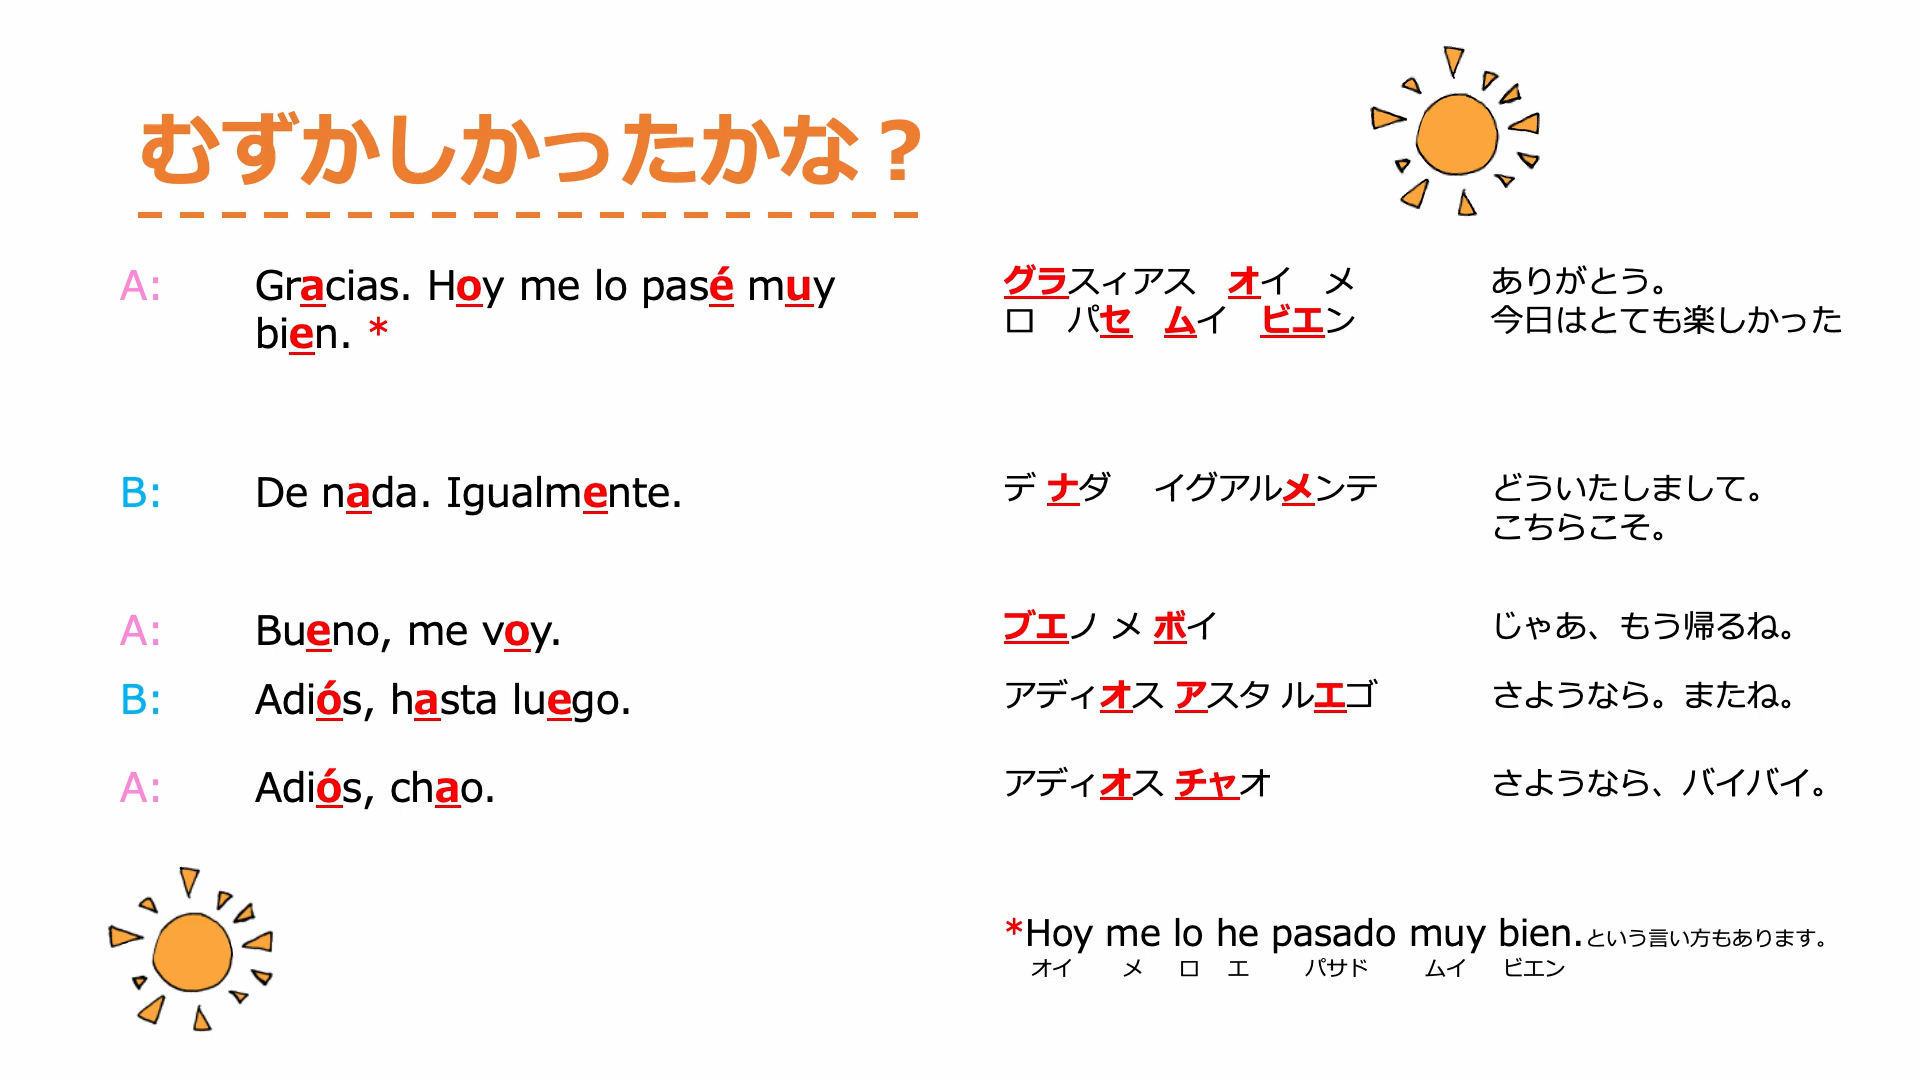 むずかしかったかな？
A: Gracias. Hoy me lo pasé muy
bien. *
グラスィアス　オイ　メ
ロ　パセ　ムイ　ビエン
ありがとう。
今日はとても楽しかった
B: De nada. Igualmente.
デ ナダ　イグアルメンテ
どういたしまして。
こちらこそ。
A: Bueno, me voy.
ブエノ メ ボイ
じゃあ、もう帰るね。
B: Adiós, hasta luego.
アディオス アスタ ルエゴ
さようなら。またね。
A: Adiós, chao.
アディオス チャオ
さようなら、バイバイ。
*Hoy me lo he pasado muy bien.という言い方もあります。
オイ　メ　ロ　エ　パサド　ムイ　ビエン